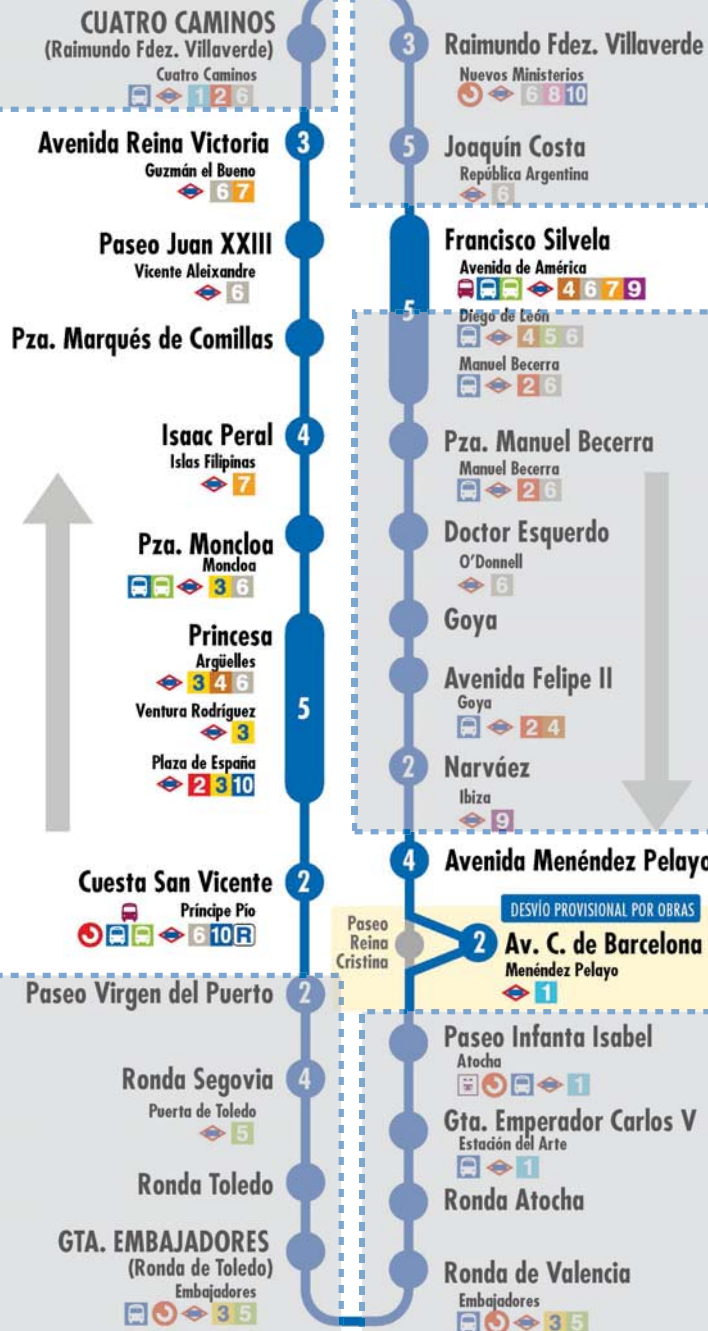 CUATRO CAMINOS
(Raimundo Fdez. Villaverde)
Cuatro Caminos
1 2 6
Avenida Reina Victoria 3
Guzmán el Bueno
6 7
Paseo Juan XXIII
Vicente Aleixandre
6
Pza. Marqués de Comillas
Isaac Peral 4
Islas Filipinas
7
Pza. Moncloa
Moncloa
3 6
Princesa
Argüelles
3 4 6
Ventura Rodríguez 5
3
Plaza de España
2 3 10
Cuesta San Vicente 2
Príncipe Pío
6 10 R
Paseo Virgen del Puerto 2
Ronda Segovia 4
Puerta de Toledo
5
Ronda Toledo
GTA. EMBAJADORES
(Ronda de Toledo)
Embajadores
3 5
3 Raimundo Fdez. Villaverde
Nuevos Ministerios
6 8 10
5 Joaquín Costa
República Argentina
6
Francisco Silvela
Avenida de América
4 6 7 9
5 Diego de León
4 5 6
Manuel Becerra
2 6
Pza. Manuel Becerra
Manuel Becerra
2 6
Doctor Esquerdo
O'Donnell
6
Goya
Avenida Felipe II
Goya
2 4
2 Narváez
Ibiza
9
4 Avenida Menéndez Pelayo
DESVÍO PROVISIONAL POR OBRAS
Paseo
Reina
Cristina
2 Av. C. de Barcelona
Menéndez Pelayo
1
Paseo Infanta Isabel
Atocha
1
Gta. Emperador Carlos V
Estación del Arte
1
Ronda Atocha
Ronda de Valencia
Embajadores
3 5